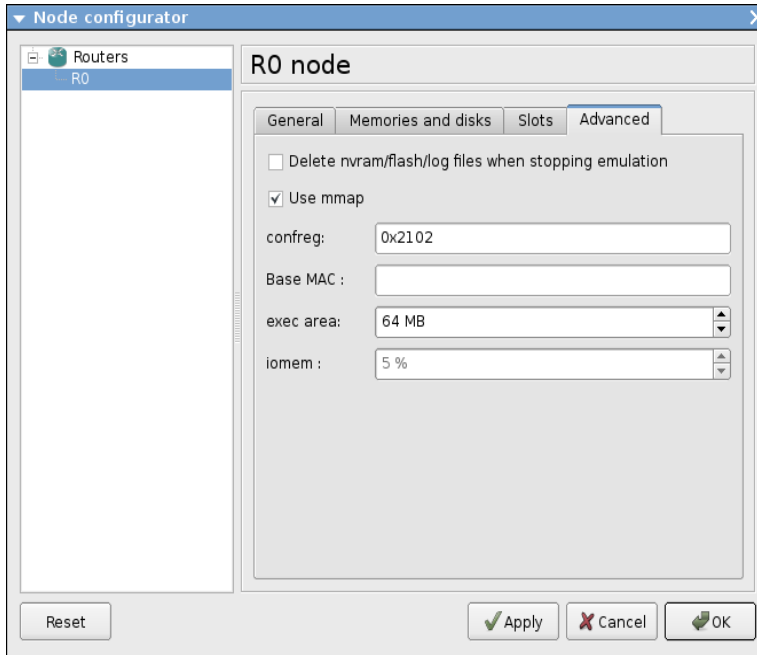 Node configurator
Routers
R0
R0 node
General Memories and disks Slots Advanced
Delete nvram/flash/log files when stopping emulation
Use mmap
confreg: 0x2102
Base MAC :
exec area: 64 MB
iomem : 5 %
Reset Apply Cancel OK